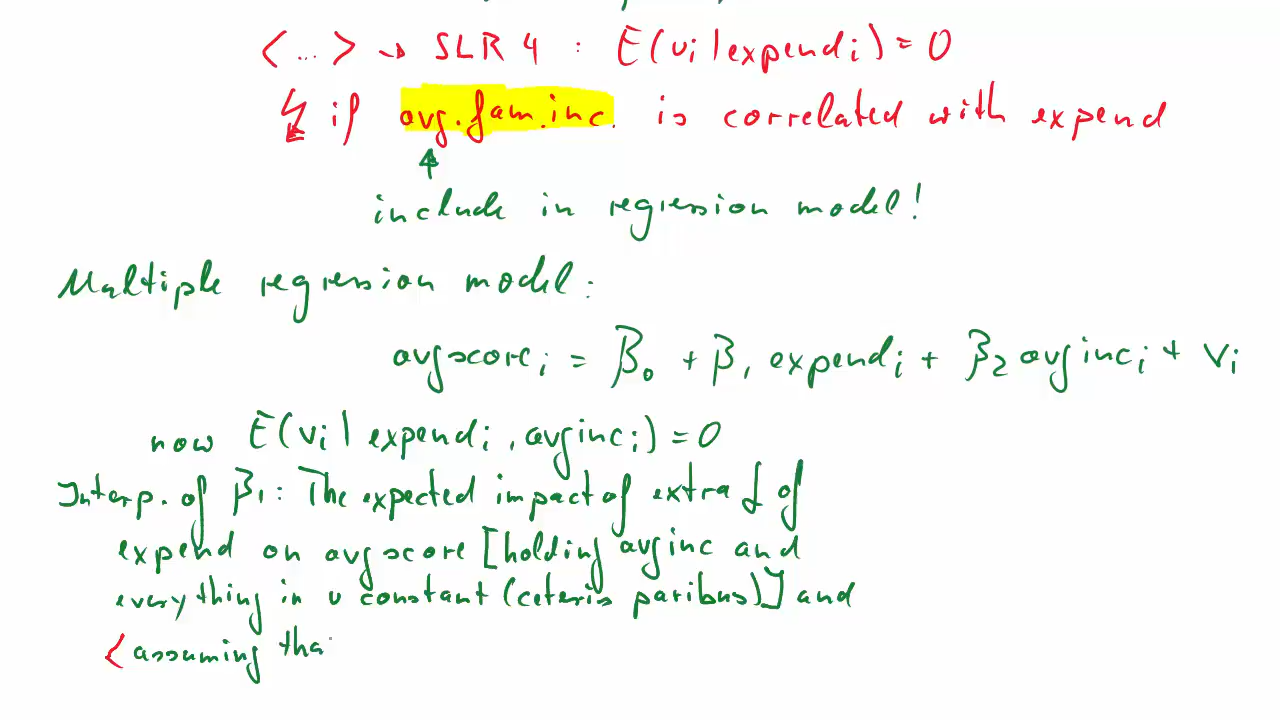 <...> → SLR 4 : E(vi | expendi) = 0
↯ if avg.fam.inc. is correlated with expend
↑
include in regression model!
Multiple regression model:
avgscorei = β0 + β1 expendi + β2 avginci + vi
now E(vi | expendi, avginci) = 0
Interp. of β1: The expected impact of extra £ of
expend on avgscore [holding avginc and
everything in v constant (ceteris paribus)] and
< assuming tha